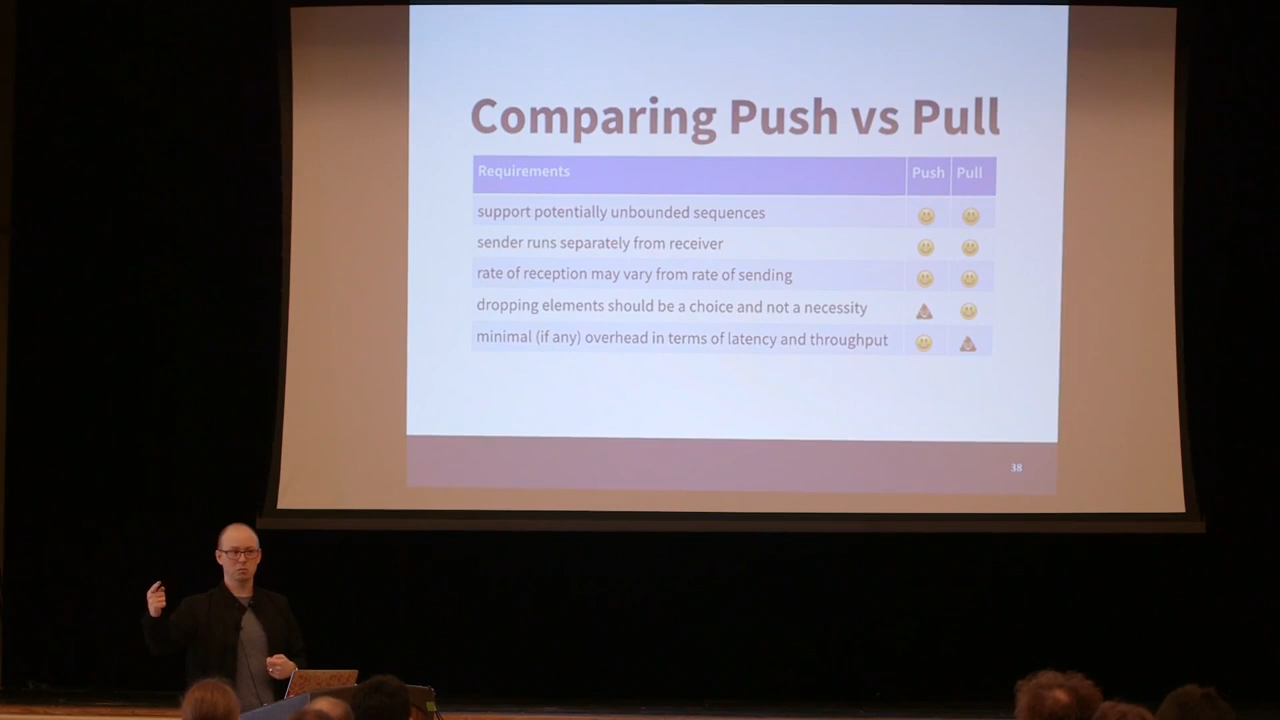 Comparing Push vs Pull
Requirements Push Pull
support potentially unbounded sequences
sender runs separately from receiver
rate of reception may vary from rate of sending
dropping elements should be a choice and not a necessity
minimal (if any) overhead in terms of latency and throughput
38